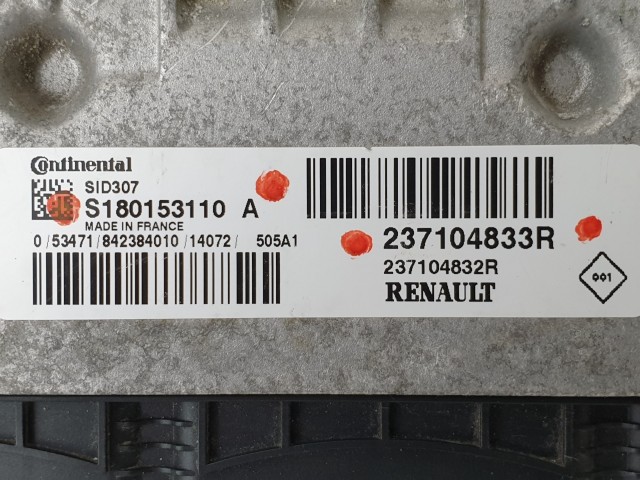 Continental
SID307
S180153110 A
MADE IN FRANCE
0/53471/842384010/14072/ 505A1
237104833R
237104832R
RENAULT
001